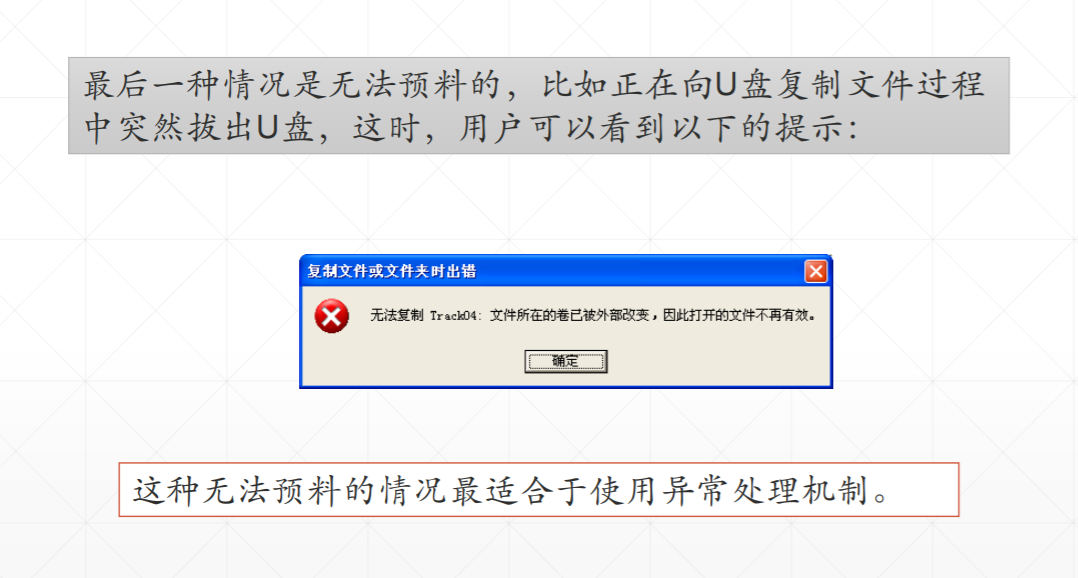 最后一种情况是无法预料的，比如正在向U盘复制文件过程
中突然拔出U盘，这时，用户可以看到以下的提示：
复制文件或文件夹时出错
无法复制 Track04: 文件所在的卷已被外部改变，因此打开的文件不再有效。
确定
这种无法预料的情况最适合于使用异常处理机制。